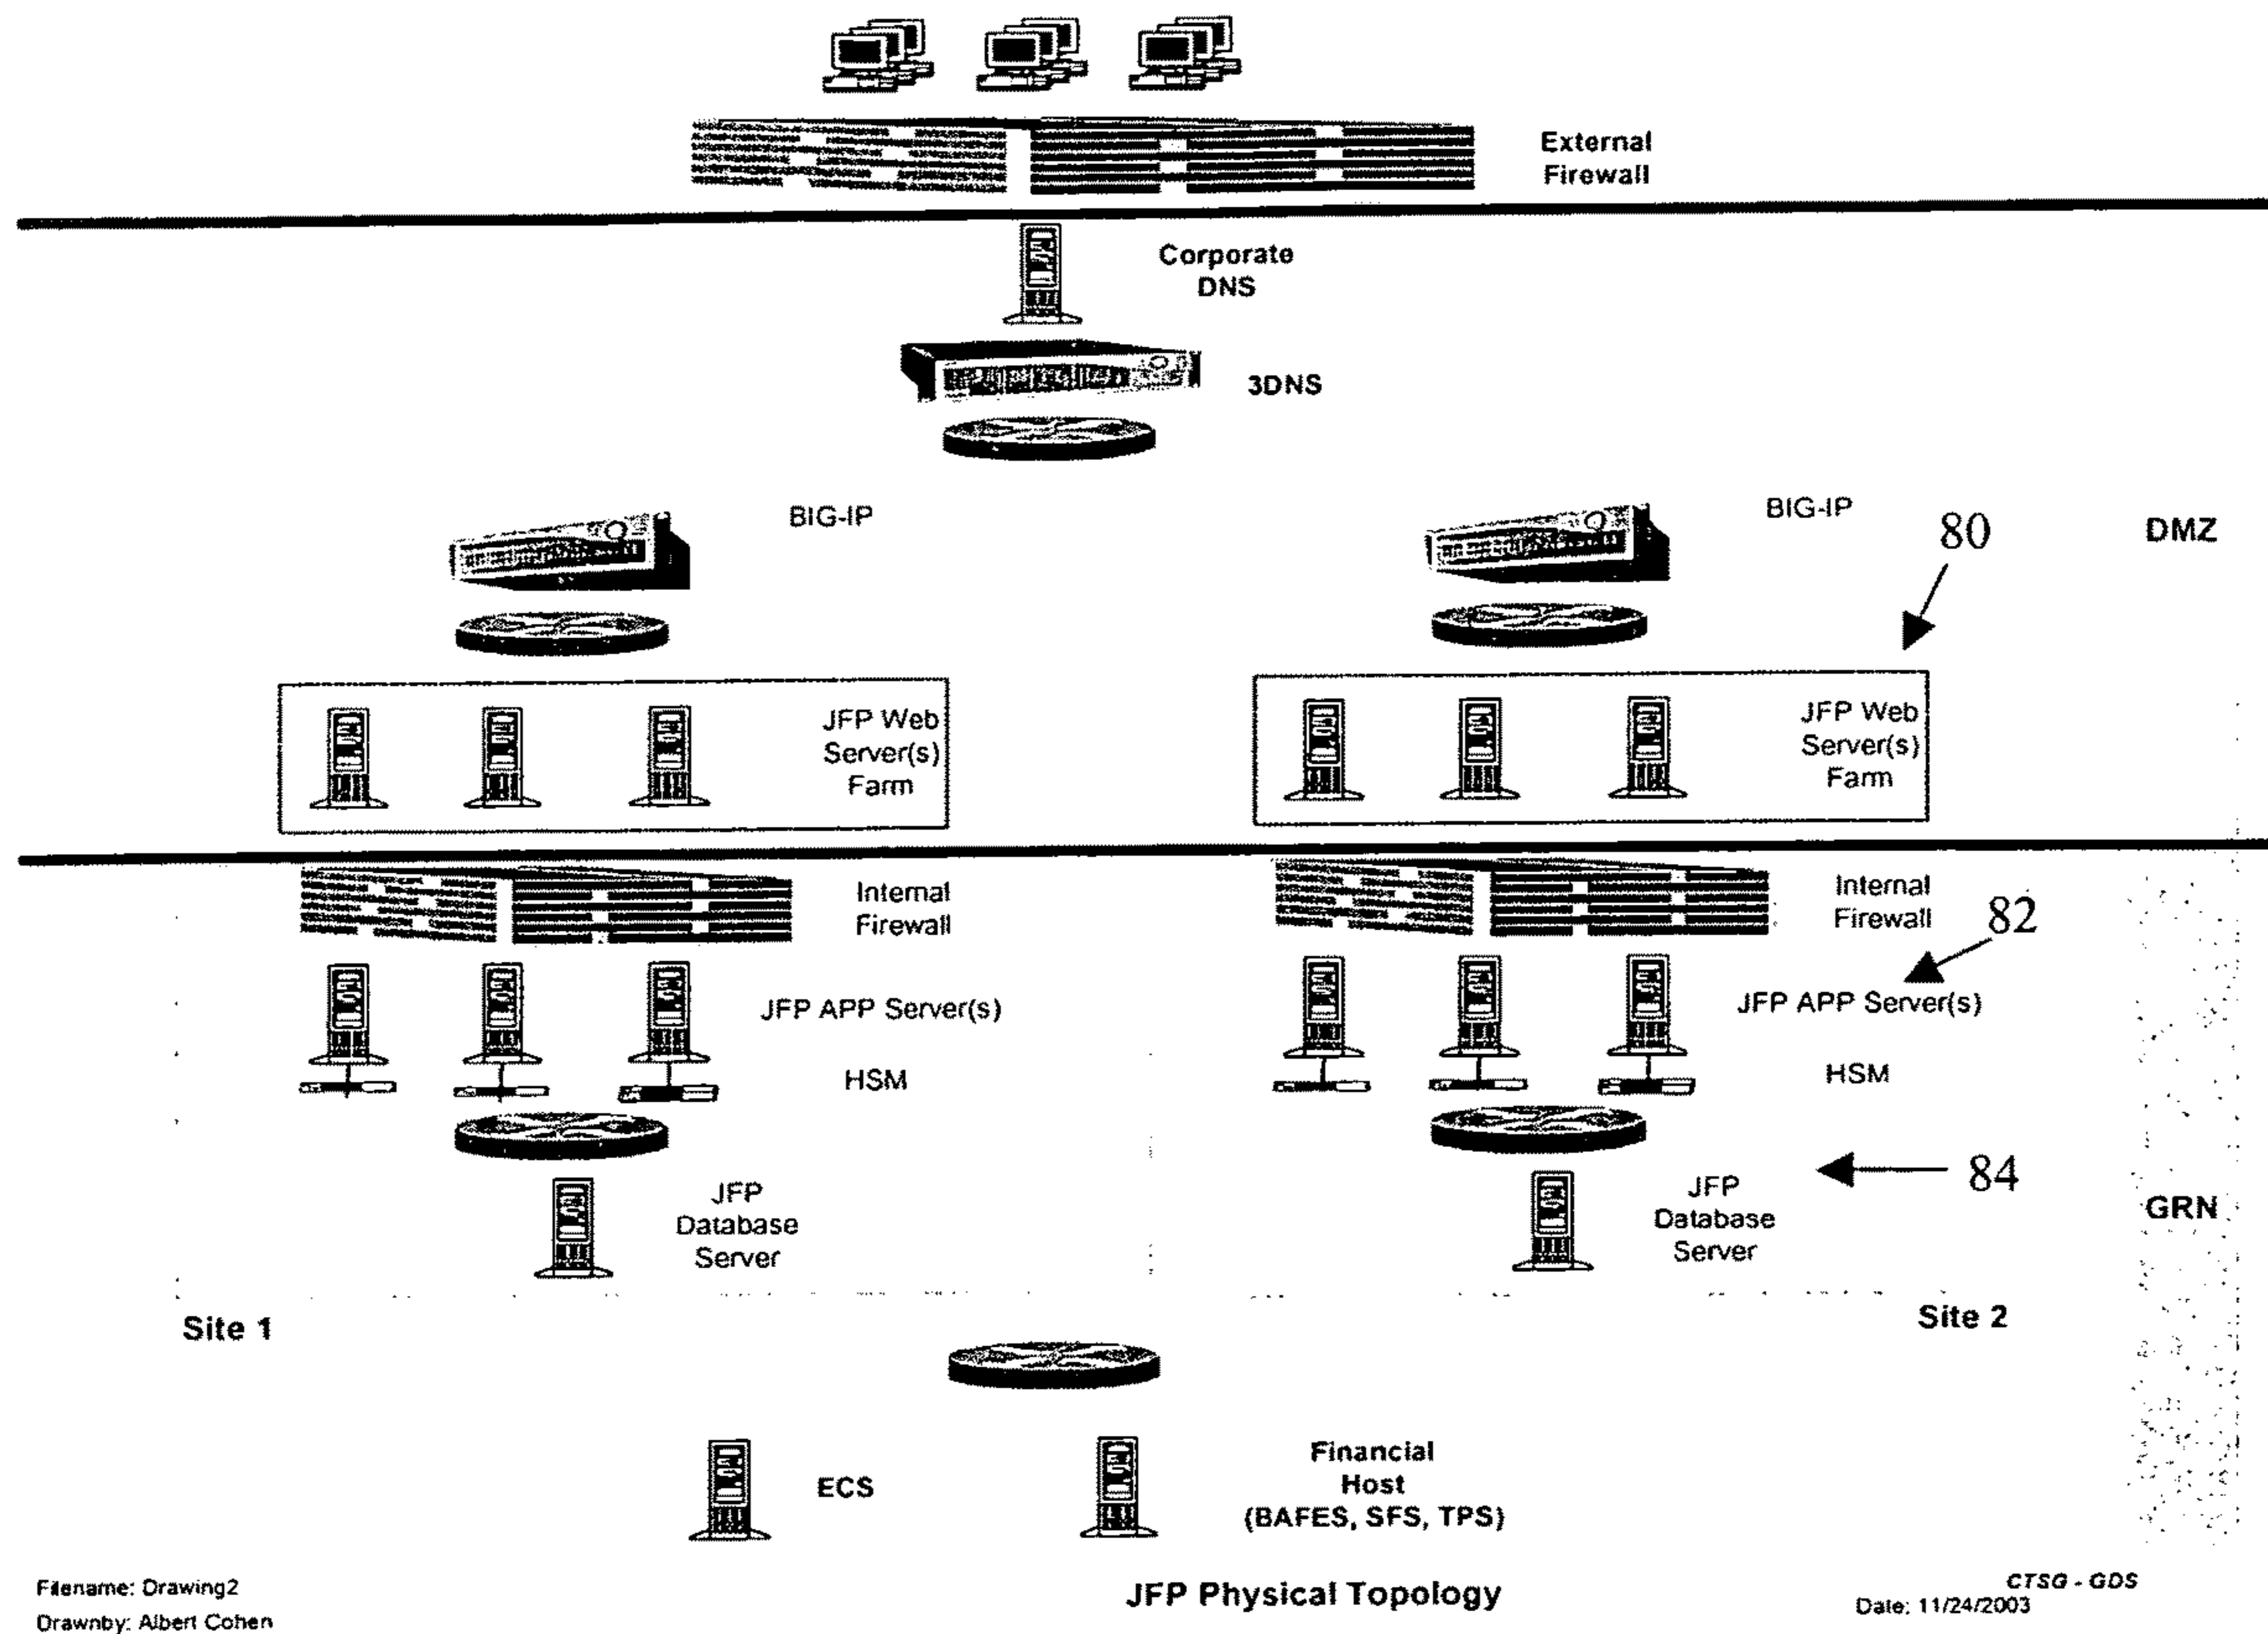 External
Firewall
Corporate
DNS
3DNS
BIG-IP
BIG-IP
80
DMZ
JFP Web
Server(s)
Farm
JFP Web
Server(s)
Farm
Internal
Firewall
Internal
Firewall
82
JFP APP Server(s)
JFP APP Server(s)
HSM
HSM
84
JFP
Database
Server
JFP
Database
Server
GRN
Site 1
Site 2
ECS
Financial
Host
(BAFES, SFS, TPS)
Filename: Drawing2
Drawnby: Albert Cohen
JFP Physical Topology
CTSG - GDS
Date: 11/24/2003